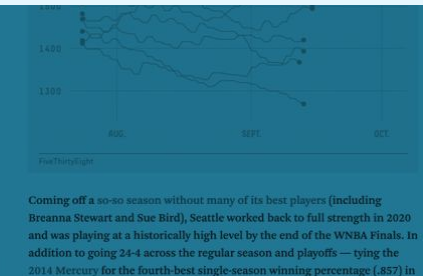 1400
1300
AUG.
SEPT.
OCT.
FiveThirtyEight
Coming off a so-so season without many of its best players (including
Breanna Stewart and Sue Bird), Seattle worked back to full strength in 2020
and was playing at a historically high level by the end of the WNBA Finals. In
addition to going 24-4 across the regular season and playoffs — tying the
2014 Mercury for the fourth-best single-season winning percentage (.857) in